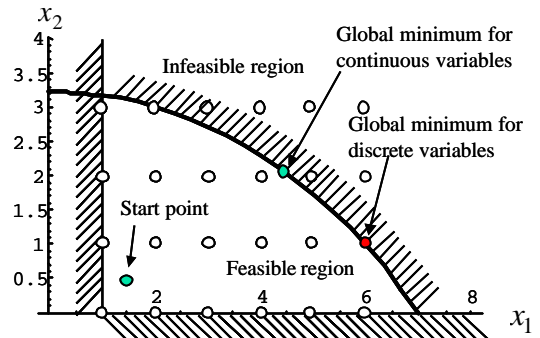 x2
4
3.5
3
2.5
2
1.5
1
0.5
Infeasible region
Global minimum for
continuous variables
Global minimum for
discrete variables
Start point
Feasible region
2
4
6
8
x1